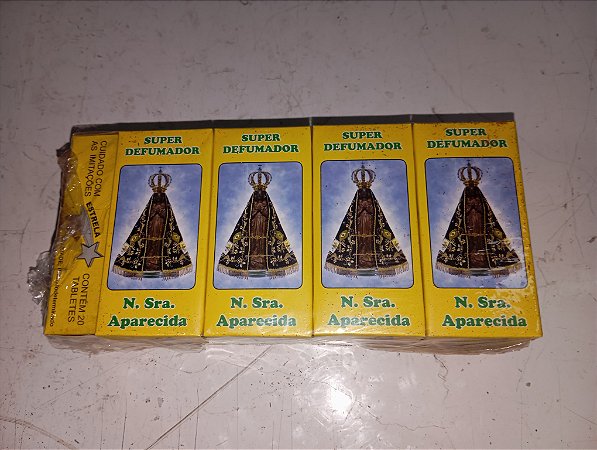 CUIDADO COM
AS IMITAÇÕES
ESTRELA
CONTÉM 20
TABLETES
SUPER
DEFUMADOR
N. Sra.
Aparecida
SUPER
DEFUMADOR
N. Sra.
Aparecida
SUPER
DEFUMADOR
N. Sra.
Aparecida
SUPER
DEFUMADOR
N. Sra.
Aparecida